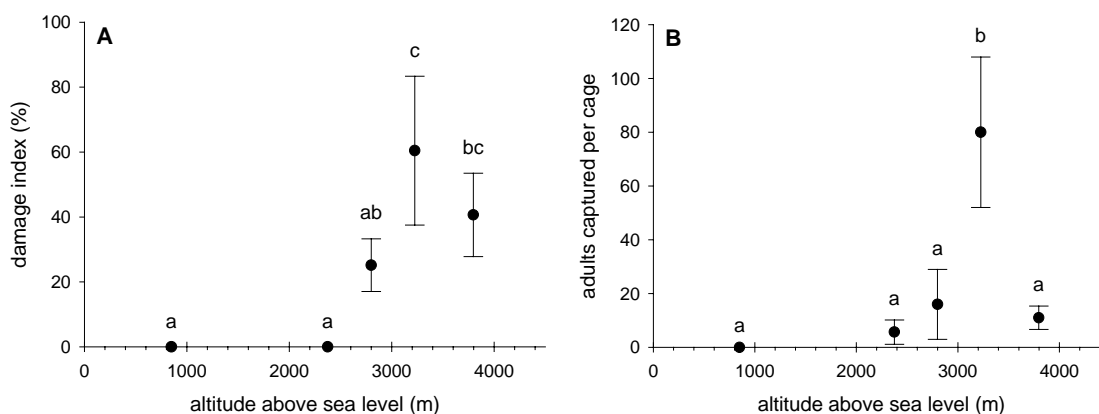 A
damage index (%)
100
80
60
40
20
0
a
a
ab
c
bc
0
1000
2000
3000
4000
altitude above sea level (m)
B
adults captured per cage
120
100
80
60
40
20
0
a
a
a
b
a
0
1000
2000
3000
4000
altitude above sea level (m)